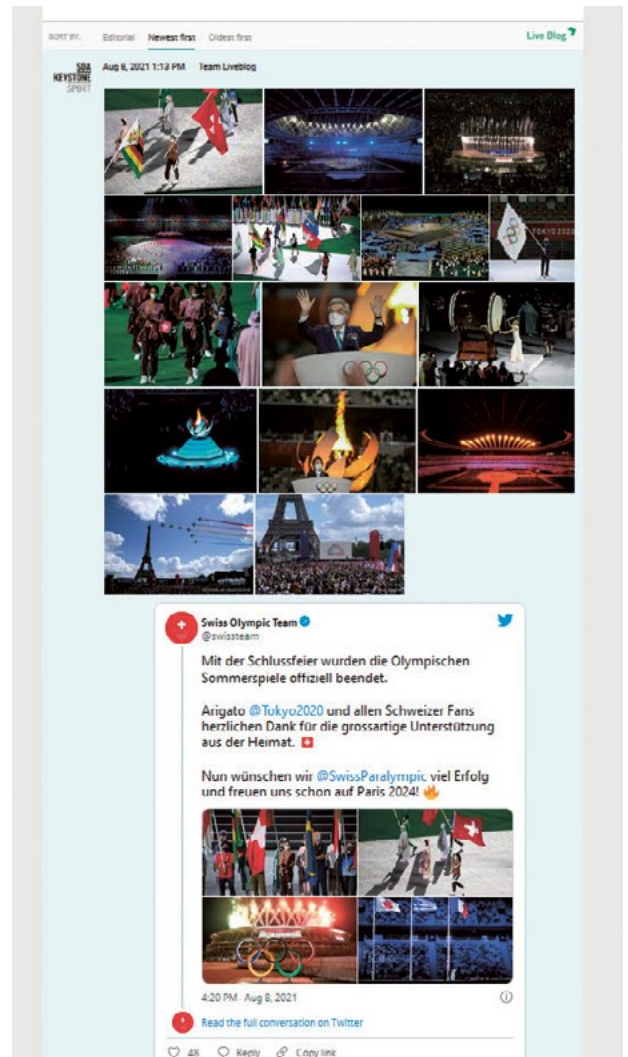 SORT BY: Editorial Newest first Oldest first Live Blog
SDA
KEYSTONE
SPORT
Aug 8, 2021 1:13 PM Team Liveblog
TOKYO 2020
Swiss Olympic Team
@swissteam
Mit der Schlussfeier wurden die Olympischen
Sommerspiele offiziell beendet.
Arigato @Tokyo2020 und allen Schweizer Fans
herzlichen Dank für die grossartige Unterstützung
aus der Heimat.
Nun wünschen wir @SwissParalympic viel Erfolg
und freuen uns schon auf Paris 2024!
4:20 PM · Aug 8, 2021
Read the full conversation on Twitter
48 Reply Copy link